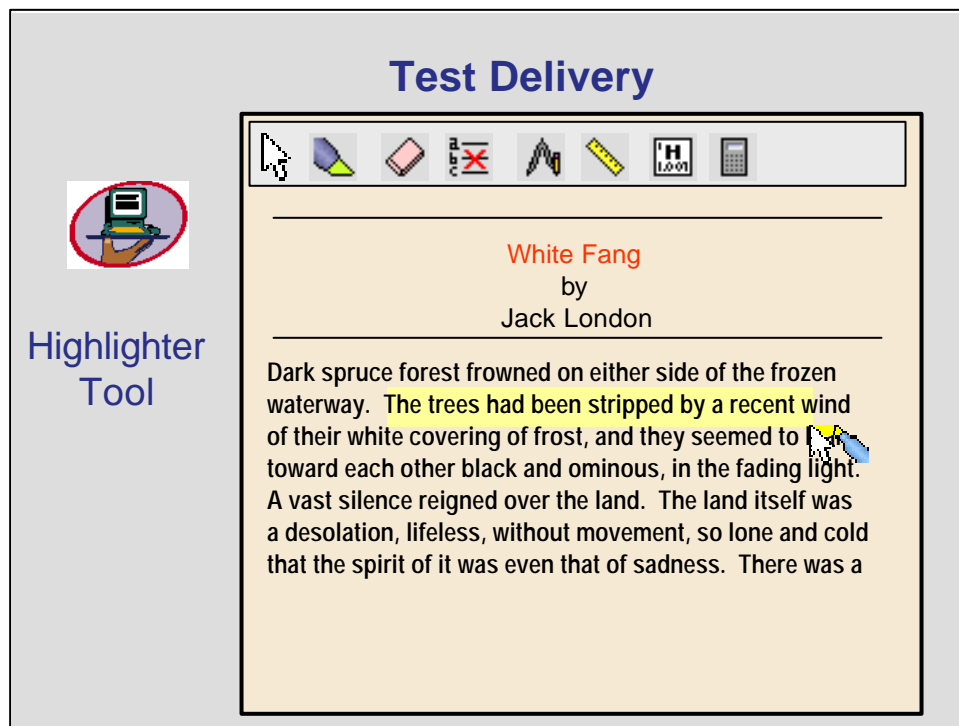 Test Delivery
Highlighter
Tool
White Fang
by
Jack London
Dark spruce forest frowned on either side of the frozen
waterway. The trees had been stripped by a recent wind
of their white covering of frost, and they seemed to
toward each other black and ominous, in the fading light.
A vast silence reigned over the land. The land itself was
a desolation, lifeless, without movement, so lone and cold
that the spirit of it was even that of sadness. There was a